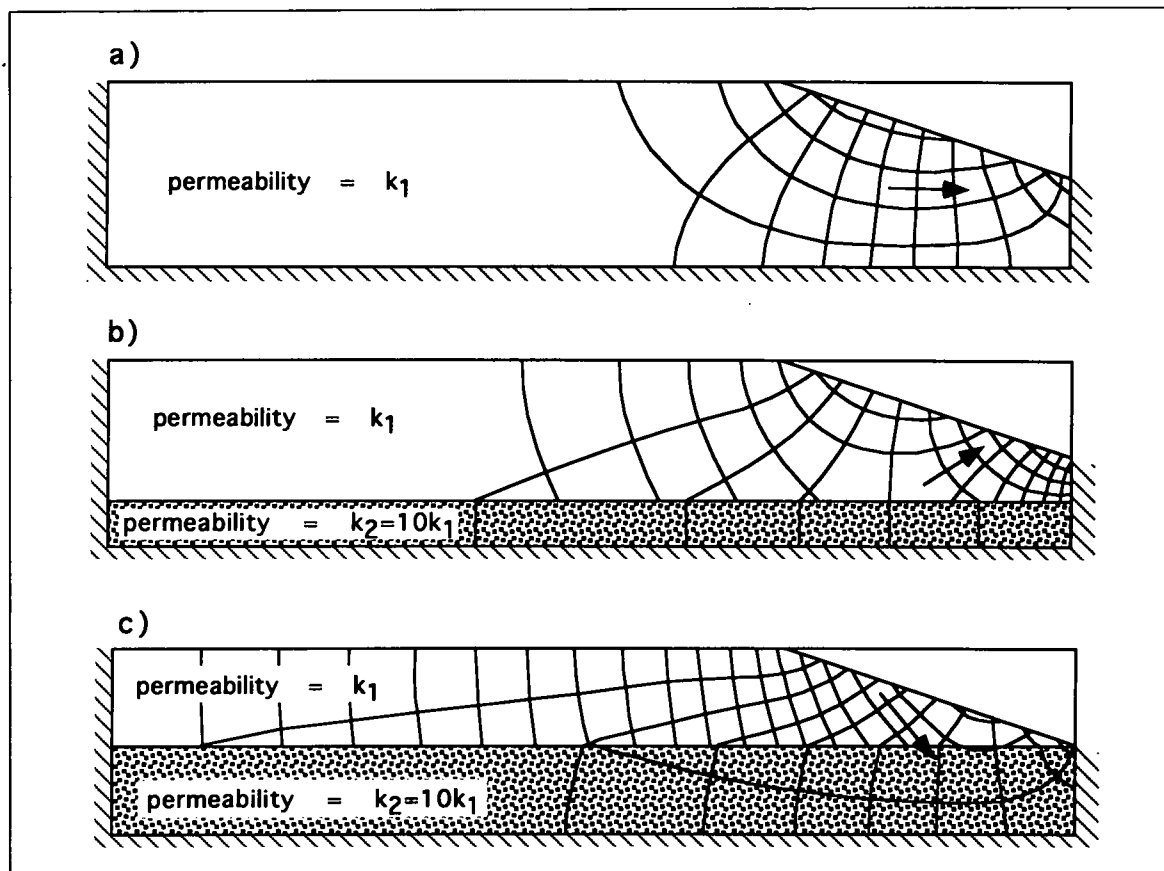 a)
permeability = k1
b)
permeability = k1
permeability = k2=10k1
c)
permeability = k1
permeability = k2=10k1